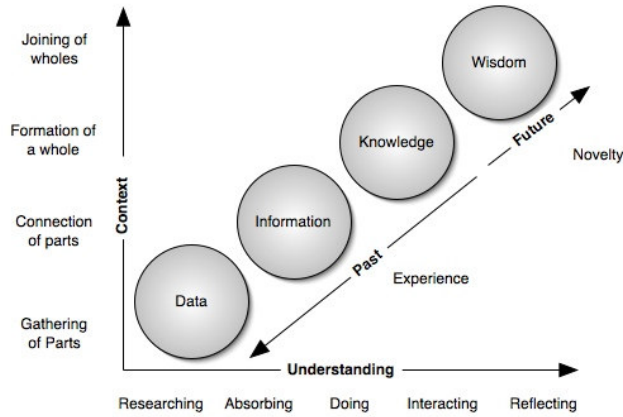 Joining of
wholes
Wisdom
Formation of
a whole
Knowledge
Future
Novelty
Context
Connection
of parts
Information
Past
Experience
Data
Gathering
of Parts
Understanding
Researching Absorbing Doing Interacting Reflecting